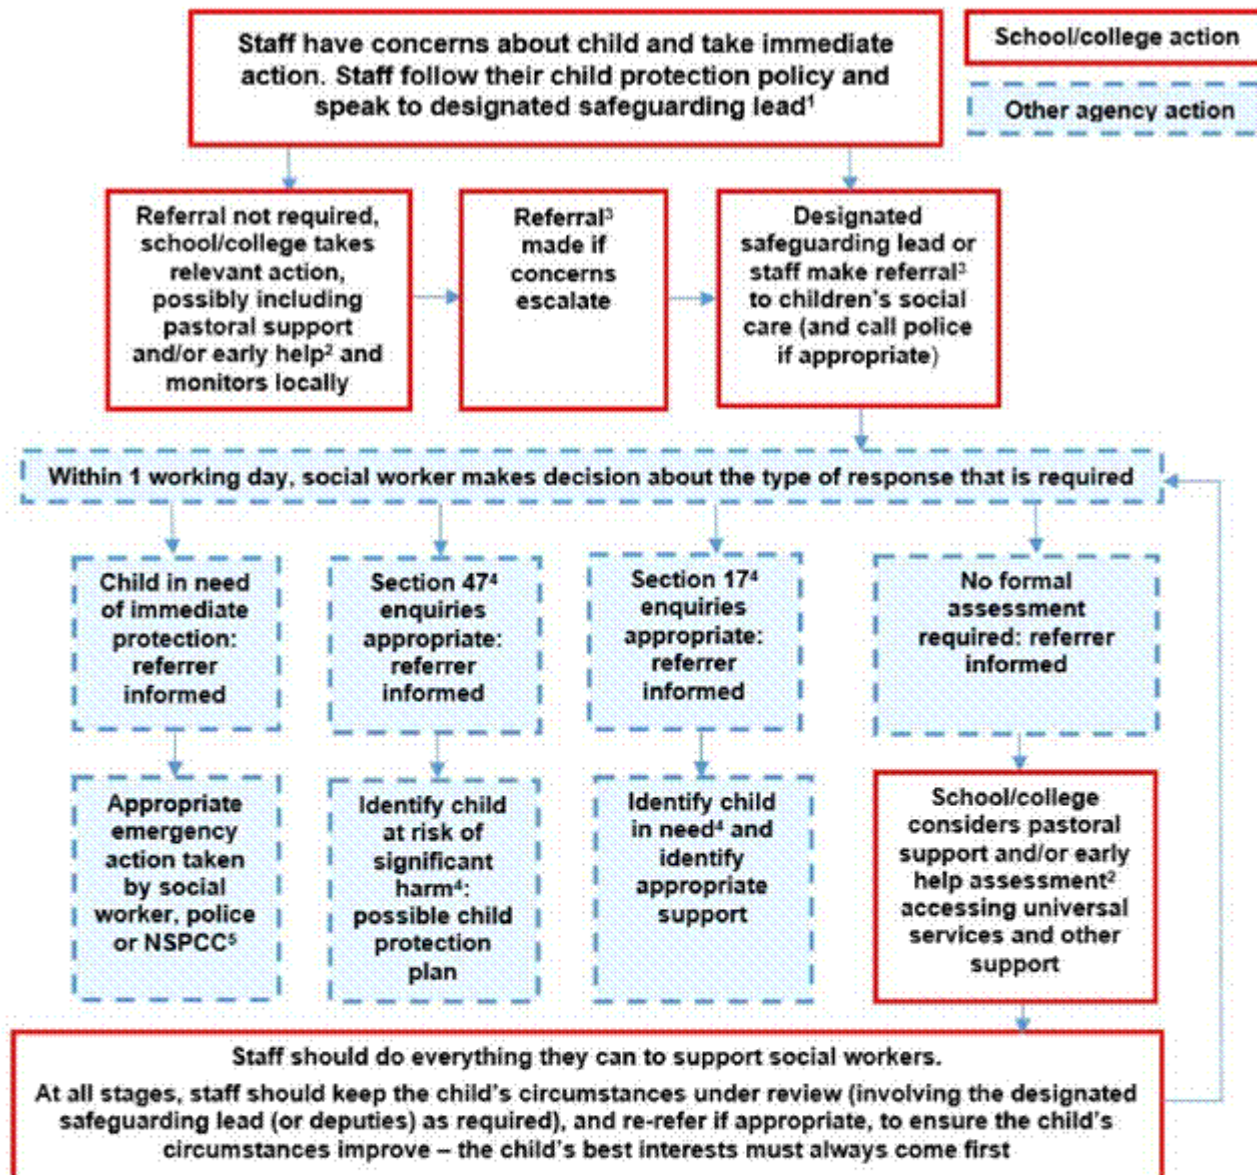 Staff have concerns about child and take immediate
action. Staff follow their child protection policy and
speak to designated safeguarding lead¹
School/college action
Other agency action
Referral not required,
school/college takes
relevant action,
possibly including
pastoral support
and/or early help² and
monitors locally
Referral³
made if
concerns
escalate
Designated
safeguarding lead or
staff make referral³
to children's social
care (and call police
if appropriate)
Within 1 working day, social worker makes decision about the type of response that is required
Child in need
of immediate
protection:
referrer
informed
Section 47⁴
enquiries
appropriate:
referrer
informed
Section 17⁴
enquiries
appropriate:
referrer
informed
No formal
assessment
required: referrer
informed
Appropriate
emergency
action taken
by social
worker, police
or NSPCC⁵
Identify child
at risk of
significant
harm⁴:
possible child
protection
plan
Identify child
in need⁴ and
identify
appropriate
support
School/college
considers pastoral
support and/or early
help assessment²
accessing universal
services and other
support
Staff should do everything they can to support social workers.
At all stages, staff should keep the child's circumstances under review (involving the designated
safeguarding lead (or deputies) as required), and re-refer if appropriate, to ensure the child's
circumstances improve – the child's best interests must always come first